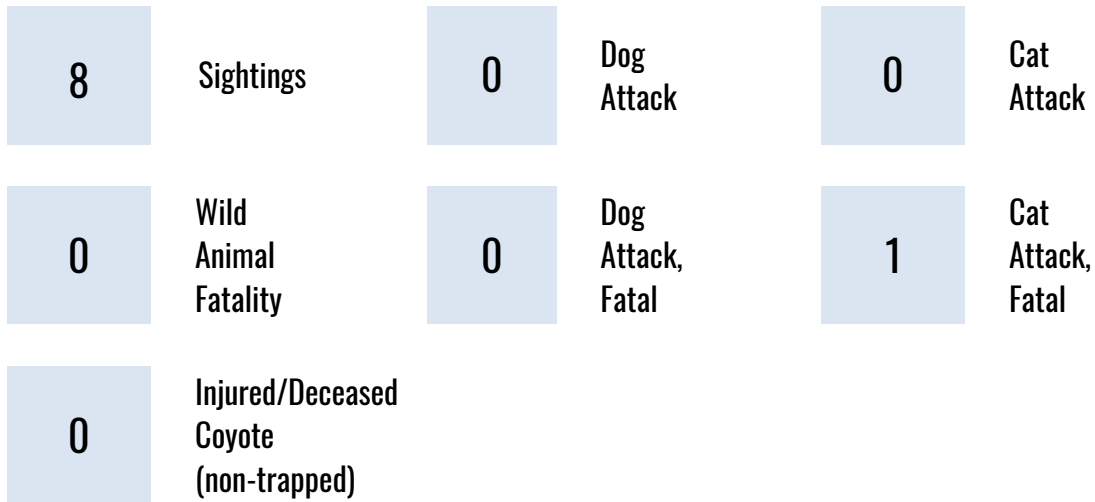 8
Sightings
0
Dog
Attack
0
Cat
Attack
0
Wild
Animal
Fatality
0
Dog
Attack,
Fatal
1
Cat
Attack,
Fatal
0
Injured/Deceased
Coyote
(non-trapped)